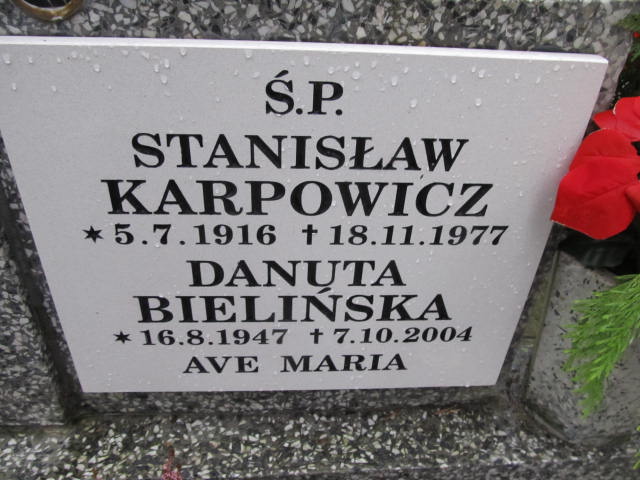 Ś.P.
STANISŁAW
KARPOWICZ
✶ 5.7.1916 † 18.11.1977
DANUTA
BIELIŃSKA
✶ 16.8.1947 † 7.10.2004
AVE MARIA